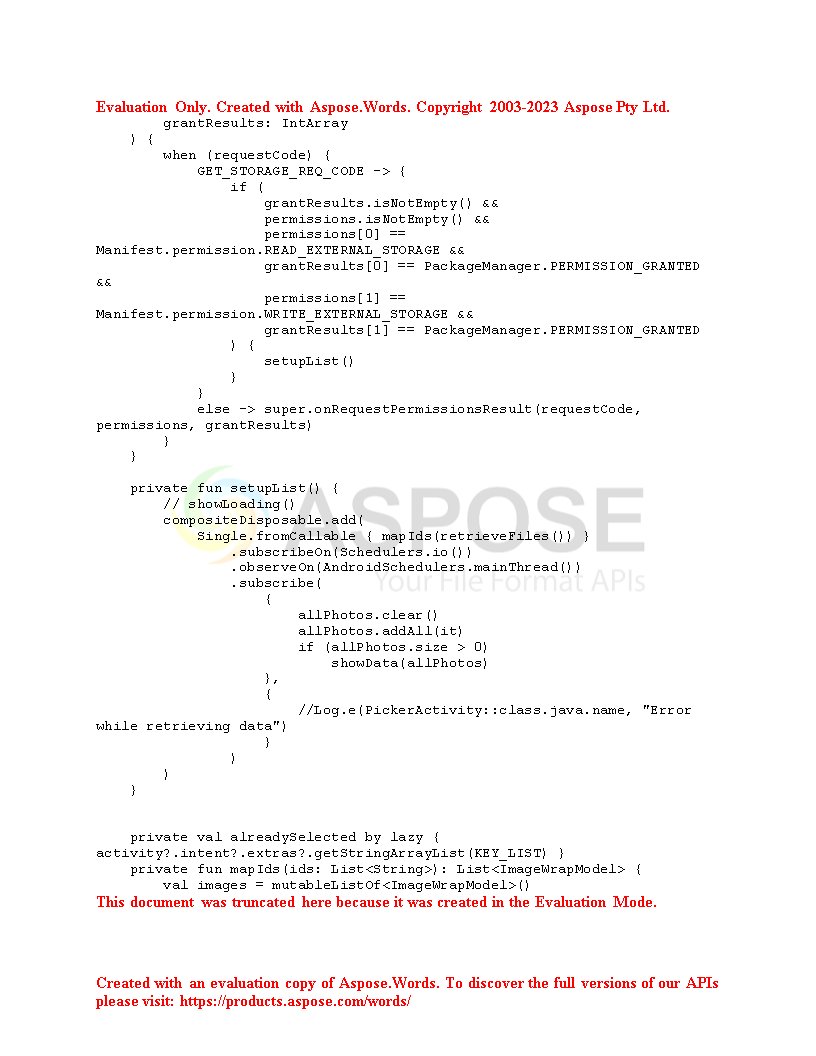 Evaluation Only. Created with Aspose.Words. Copyright 2003-2023 Aspose Pty Ltd.
        grantResults: IntArray
    ) {
        when (requestCode) {
            GET_STORAGE_REQ_CODE -> {
                if (
                    grantResults.isNotEmpty() &&
                    permissions.isNotEmpty() &&
                    permissions[0] ==
Manifest.permission.READ_EXTERNAL_STORAGE &&
                    grantResults[0] == PackageManager.PERMISSION_GRANTED
&&
                    permissions[1] ==
Manifest.permission.WRITE_EXTERNAL_STORAGE &&
                    grantResults[1] == PackageManager.PERMISSION_GRANTED
                ) {
                    setupList()
                }
            }
            else -> super.onRequestPermissionsResult(requestCode,
permissions, grantResults)
        }
    }
    private fun setupList() {
        // showLoading()
        compositeDisposable.add(
ASPOSE
            Single.fromCallable { mapIds(retrieveFiles()) }
                .subscribeOn(Schedulers.io())
                .observeOn(AndroidSchedulers.mainThread())
Your File Format APIs
                .subscribe(
                    {
                        allPhotos.clear()
                        allPhotos.addAll(it)
                        if (allPhotos.size > 0)
                            showData(allPhotos)
                    },
                    {
                        //Log.e(PickerActivity::class.java.name, "Error
while retrieving data")
                    }
                )
        )
    }
    private val alreadySelected by lazy {
activity?.intent?.extras?.getStringArrayList(KEY_LIST) }
    private fun mapIds(ids: List<String>): List<ImageWrapModel> {
        val images = mutableListOf<ImageWrapModel>()
This document was truncated here because it was created in the Evaluation Mode.
Created with an evaluation copy of Aspose.Words. To discover the full versions of our APIs
please visit: https://products.aspose.com/words/